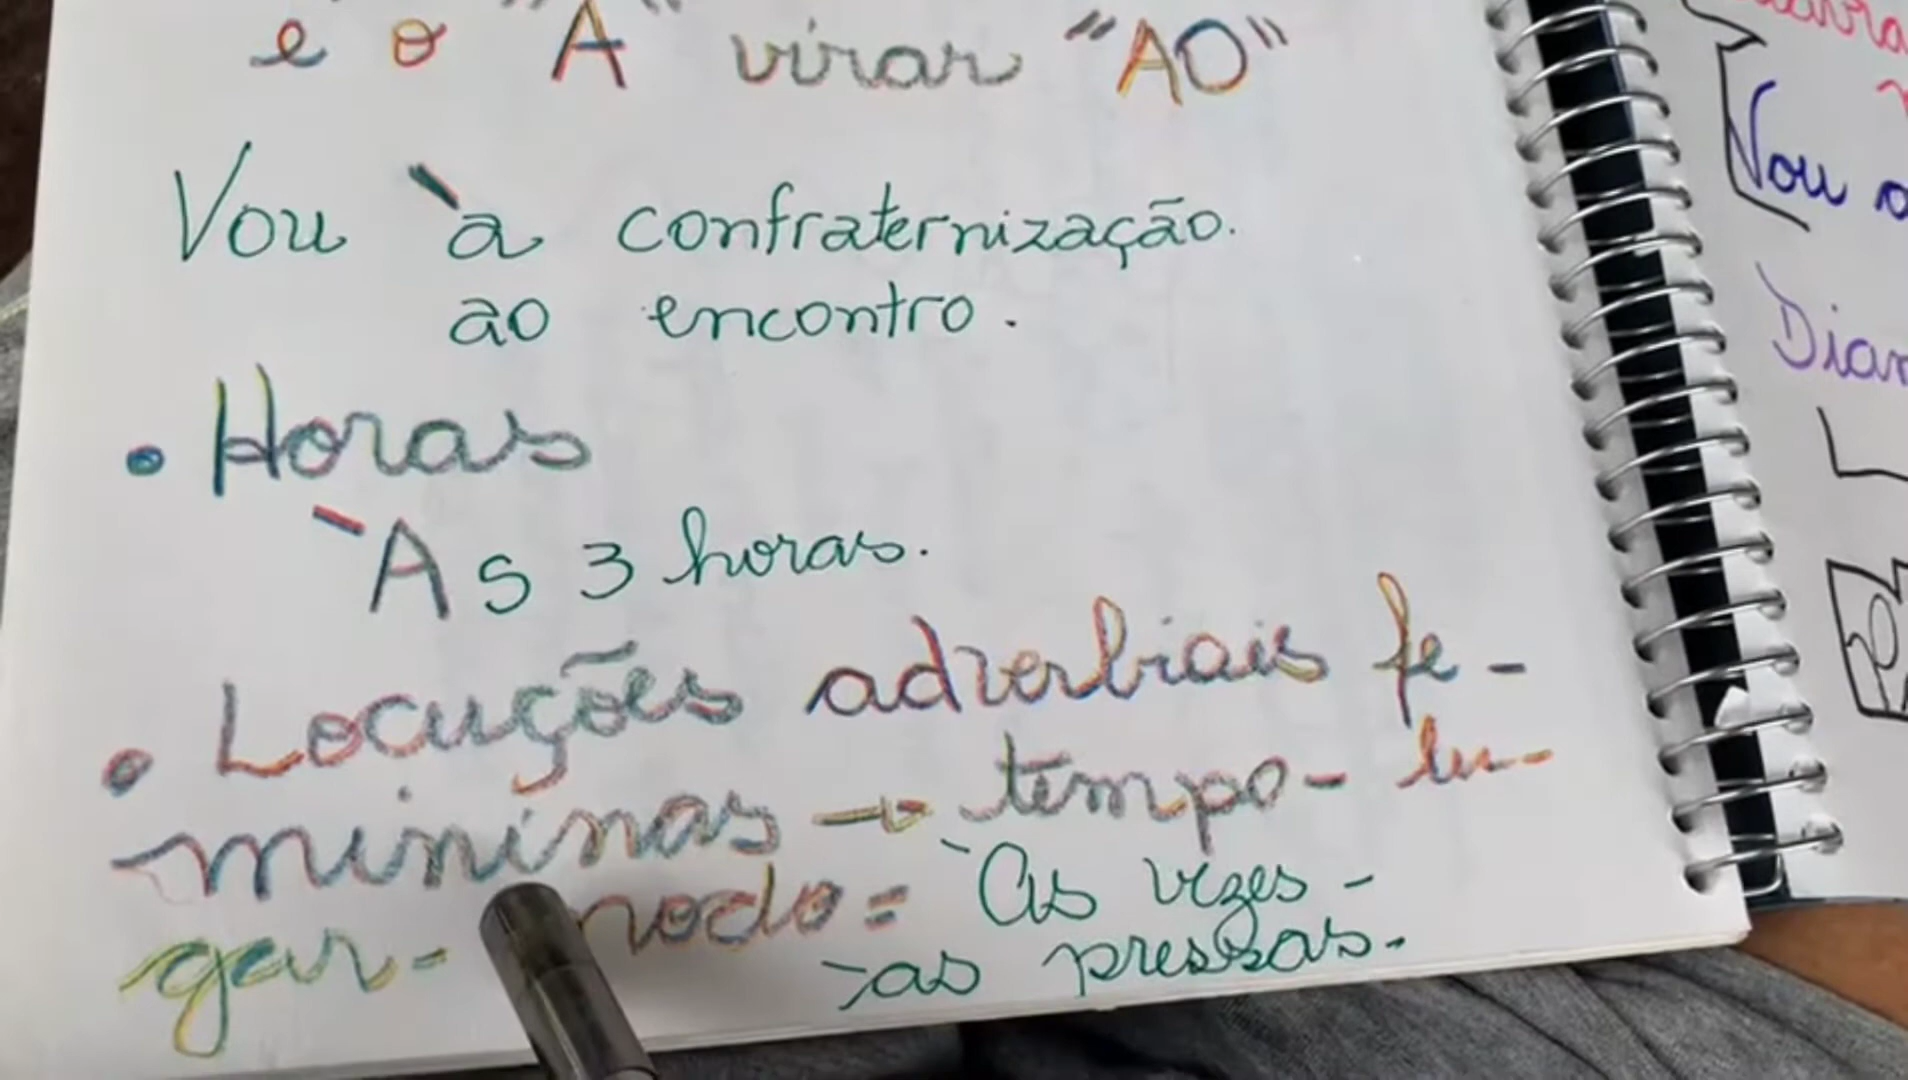 e o "A" virar "AO"
Vou à confraternização.
ao encontro.
• Horas
Às 3 horas.
• Locuções adverbiais fe-
mininas → tempo - lu-
gar - modo = Às vezes -
- às pressas.
Vou